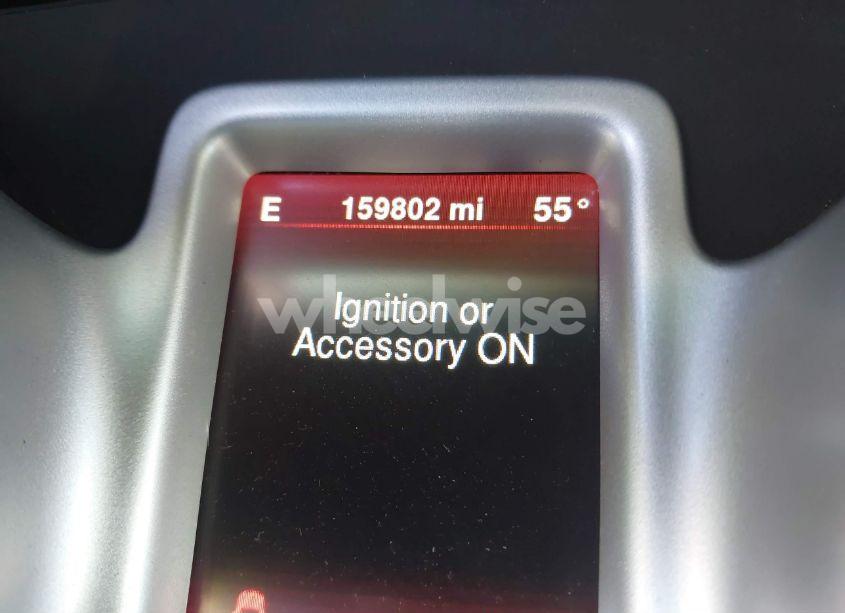 E 159802 mi 55°
Ignition or
wheelwise
Accessory ON